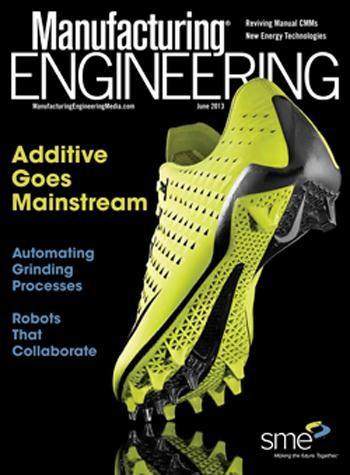 Manufacturing®
ENGINEERING
Reviving Manual CMMs
New Energy Technologies
ManufacturingEngineeringMedia.com
June 2013
Additive
Goes
Mainstream
Automating
Grinding
Processes
Robots
That
Collaborate
sme
Making the future. Together.